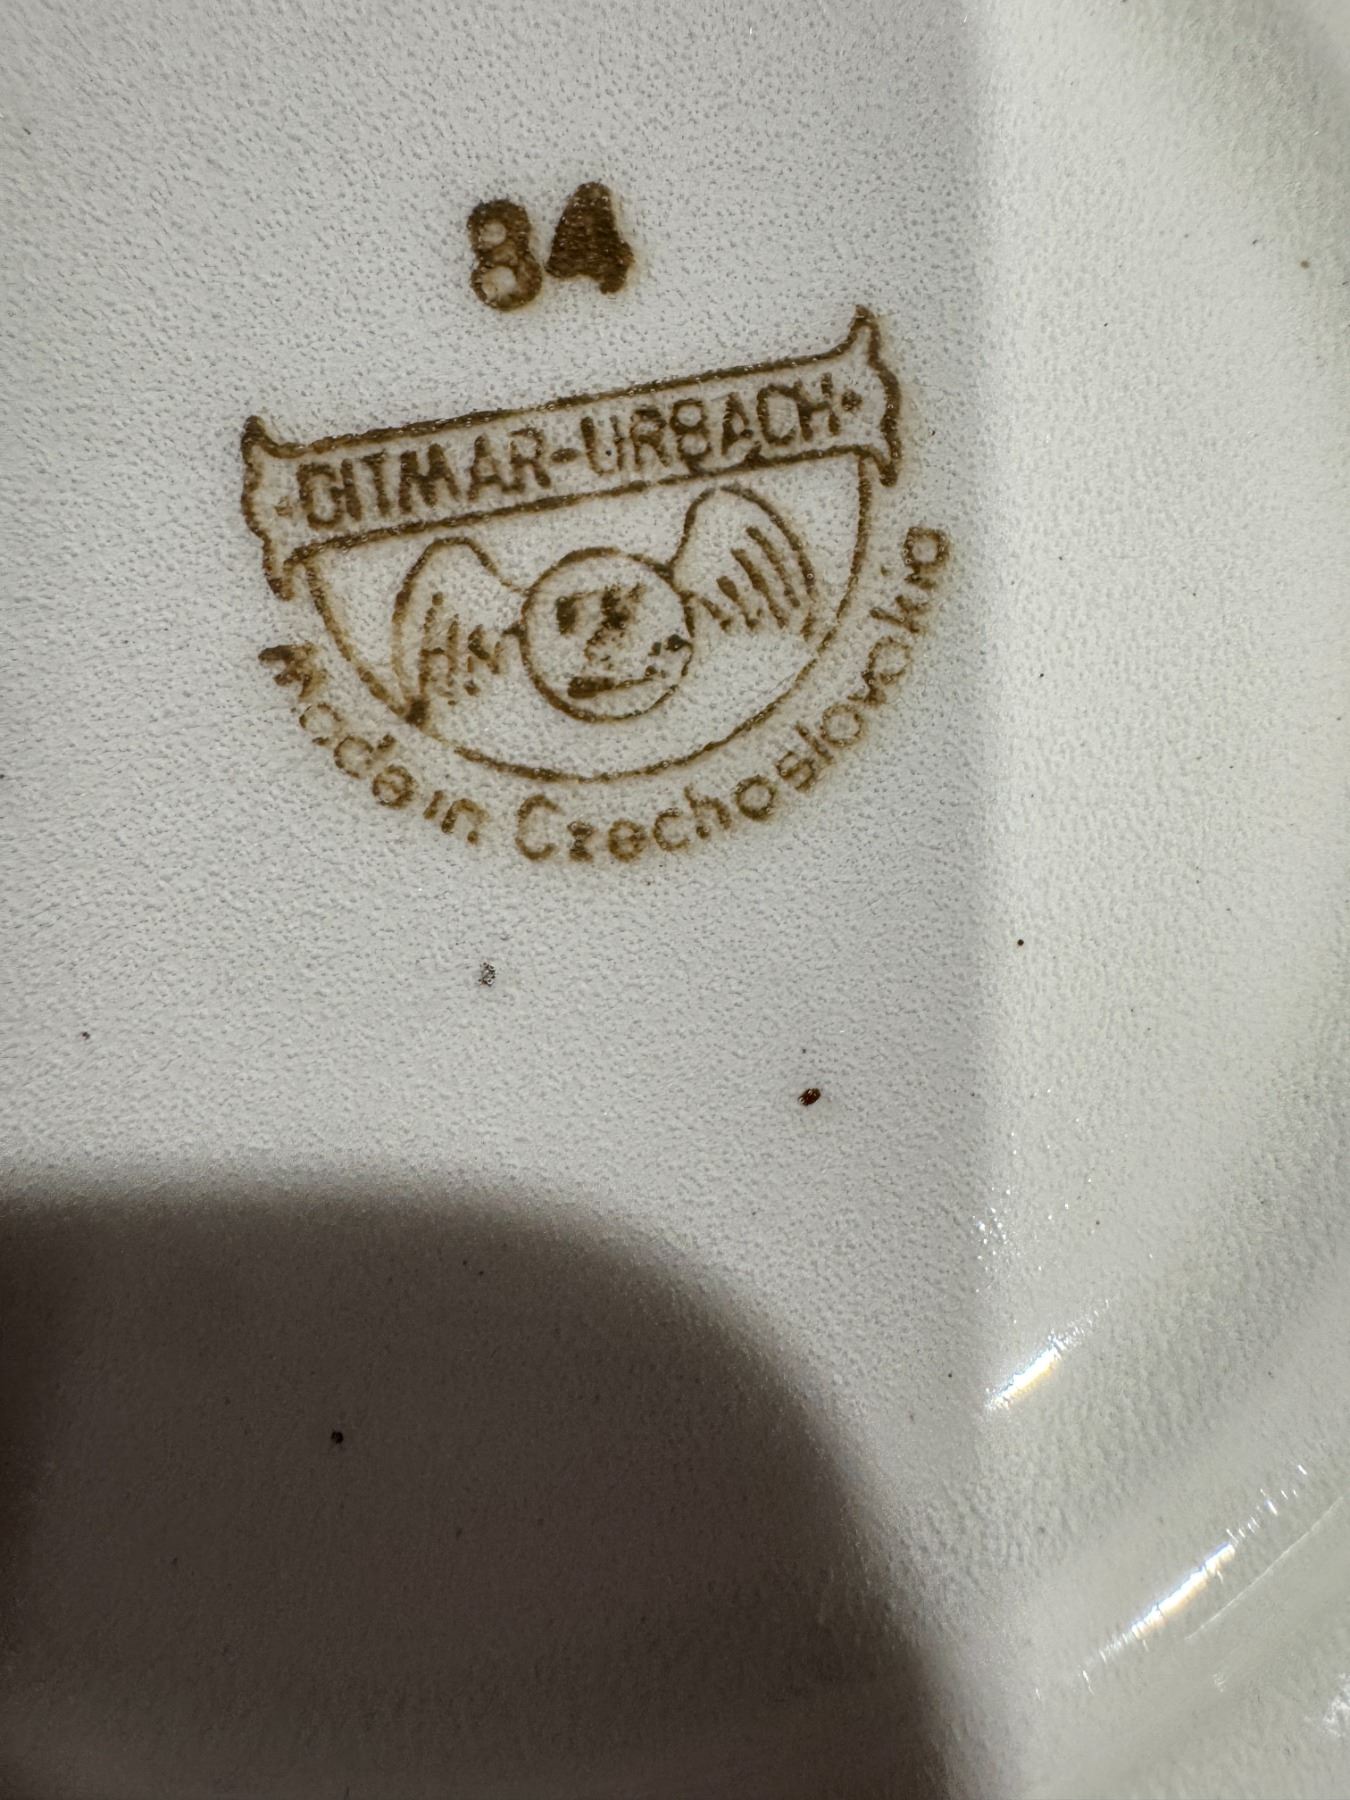 84
DITMAR-URBACH
Made in Czechoslovakia